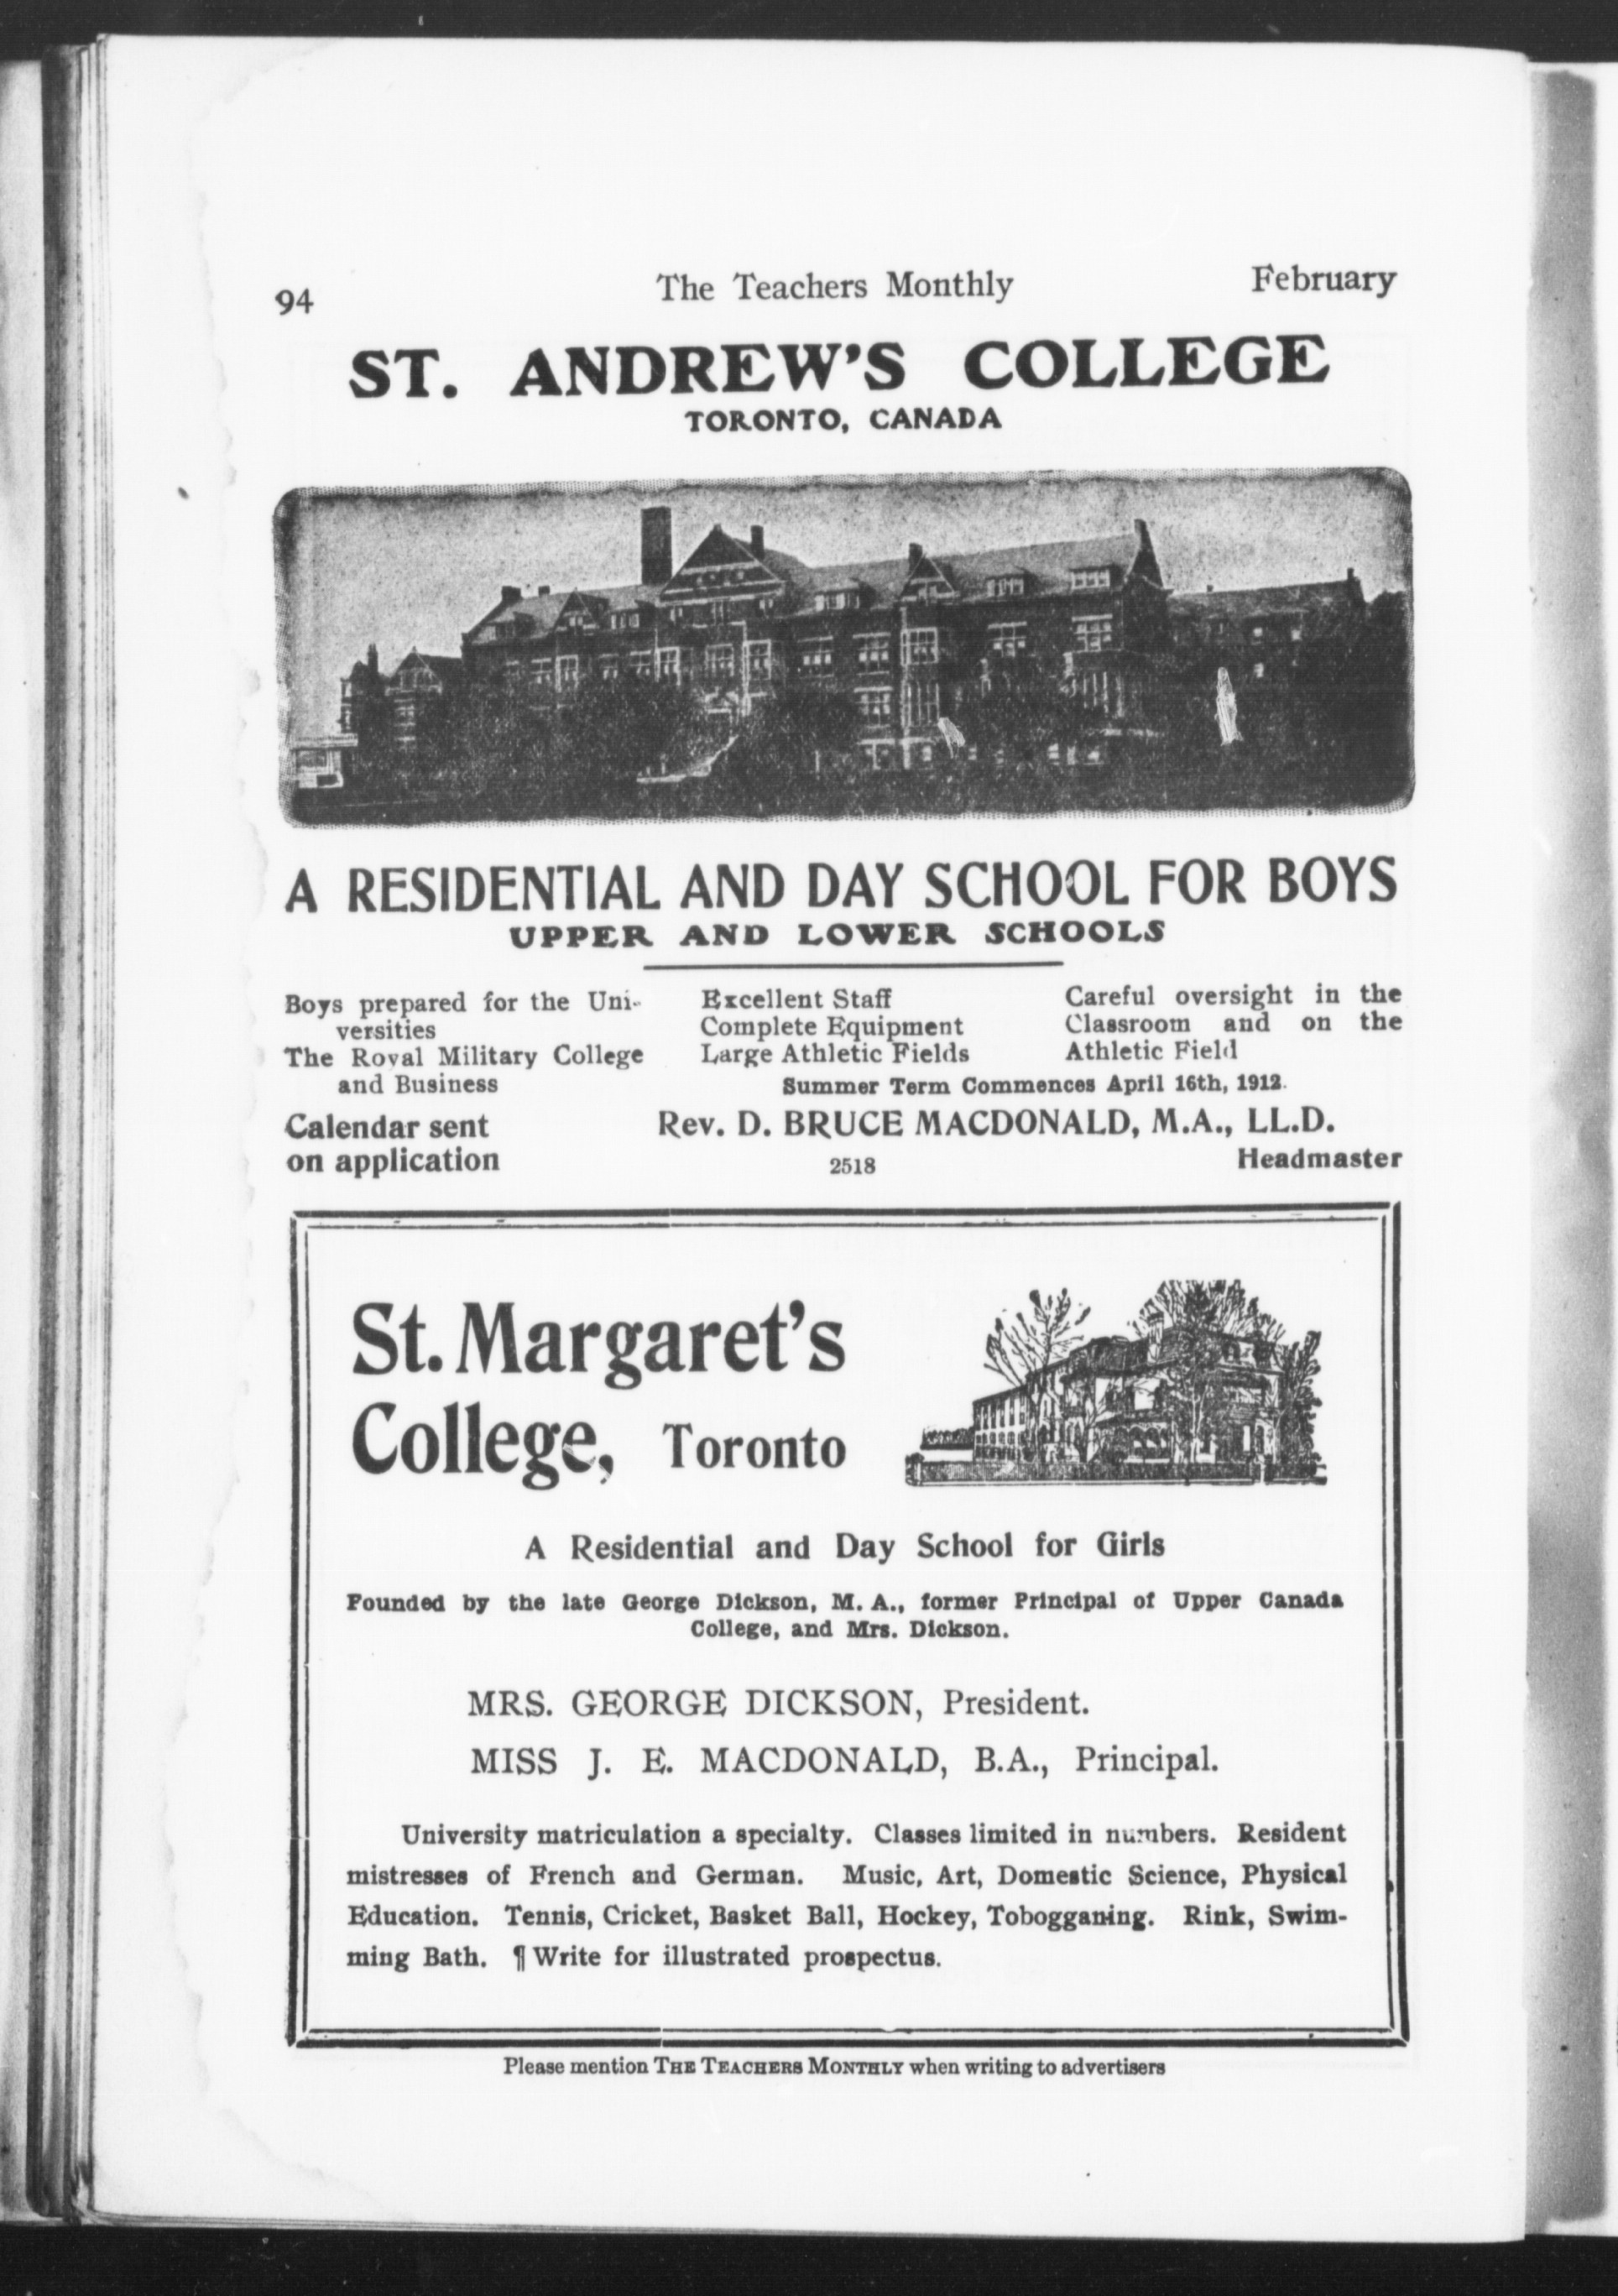 94
The Teachers Monthly
February
ST. ANDREW'S COLLEGE
TORONTO, CANADA
A RESIDENTIAL AND DAY SCHOOL FOR BOYS
UPPER AND LOWER SCHOOLS
Boys prepared for the Uni-
versities
The Royal Military College
and Business
Excellent Staff
Complete Equipment
Large Athletic Fields
Careful oversight in the
Classroom and on the
Athletic Field
Summer Term Commences April 16th, 1912.
Calendar sent
on application
Rev. D. BRUCE MACDONALD, M.A., LL.D.
2518
Headmaster
St. Margaret's
College, Toronto
A Residential and Day School for Girls
Founded by the late George Dickson, M. A., former Principal of Upper Canada
College, and Mrs. Dickson.
MRS. GEORGE DICKSON, President.
MISS J. E. MACDONALD, B.A., Principal.
University matriculation a specialty. Classes limited in numbers. Resident
mistresses of French and German. Music, Art, Domestic Science, Physical
Education. Tennis, Cricket, Basket Ball, Hockey, Tobogganing. Rink, Swim-
ming Bath. ¶ Write for illustrated prospectus.
Please mention THE TEACHERS MONTHLY when writing to advertisers